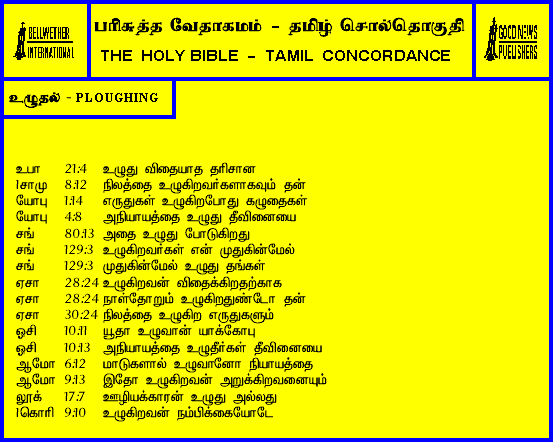 BELLWETHER
INTERNATIONAL
பரிசுத்த வேதாகமம் - தமிழ் சொல்தொகுதி
THE HOLY BIBLE - TAMIL CONCORDANCE
GOOD NEWS
PUBLISHERS
உழுதல் - PLOUGHING
உபா 21:4 உழுது விதையாத தரிசான
1சாமு 8:12 நிலத்தை உழுகிறவர்களாகவும் தன்
யோபு 1:14 எருதுகள் உழுகிறபோது கழுதைகள்
யோபு 4:8 அநியாயத்தை உழுது தீவினையை
சங் 80:13 அதை உழுது போடுகிறது
சங் 129:3 உழுகிறவர்கள் என் முதுகின்மேல்
சங் 129:3 முதுகின்மேல் உழுது தங்கள்
ஏசா 28:24 உழுகிறவன் விதைக்கிறதற்காக
ஏசா 28:24 நாள்தோறும் உழுகிறதுண்டோ தன்
ஏசா 30:24 நிலத்தை உழுகிற எருதுகளும்
ஓசி 10:11 யூதா உழுவான் யாக்கோபு
ஓசி 10:13 அநியாயத்தை உழுதீர்கள் தீவினையை
ஆமோ 6:12 மாடுகளால் உழுவானோ நியாயத்தை
ஆமோ 9:13 இதோ உழுகிறவன் அறுக்கிறவனையும்
லூக் 17:7 ஊழியக்காரன் உழுது அல்லது
1கொரி 9:10 உழுகிறவன் நம்பிக்கையோடே